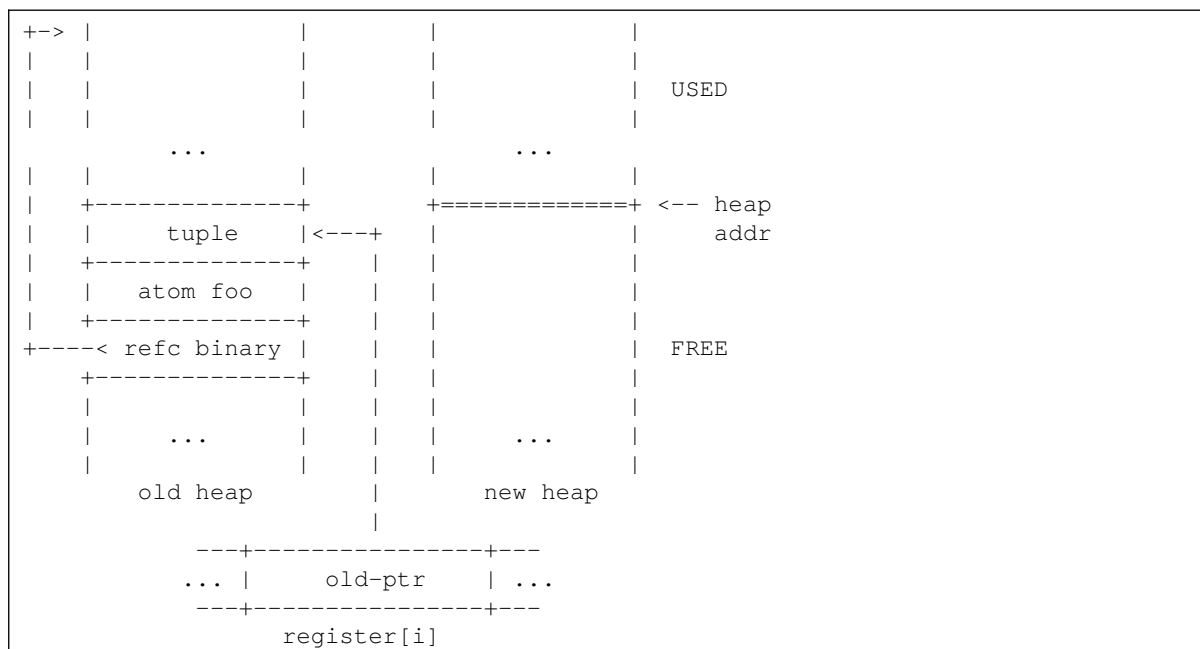 +-> |               |        |             |
|   |               |        |             |
|   |               |        |             |  USED
|   |               |        |             |
          ...                      ...
|   |               |        |             |
|   +--------------+        +=============+ <-- heap
|   |     tuple     |<---+   |             |     addr
|   +--------------+    |   |             |
|   |   atom foo    |    |   |             |
|   +--------------+    |   |             |
+----< refc binary |    |   |             |  FREE
    +--------------+    |   |             |
    |               |    |   |             |
    |     ...       |    |   |     ...     |
    |               |    |   |             |
        old heap         |      new heap
                         |
            ---+----------------+---
           ... |     old-ptr    | ...
            ---+----------------+---
                  register[i]